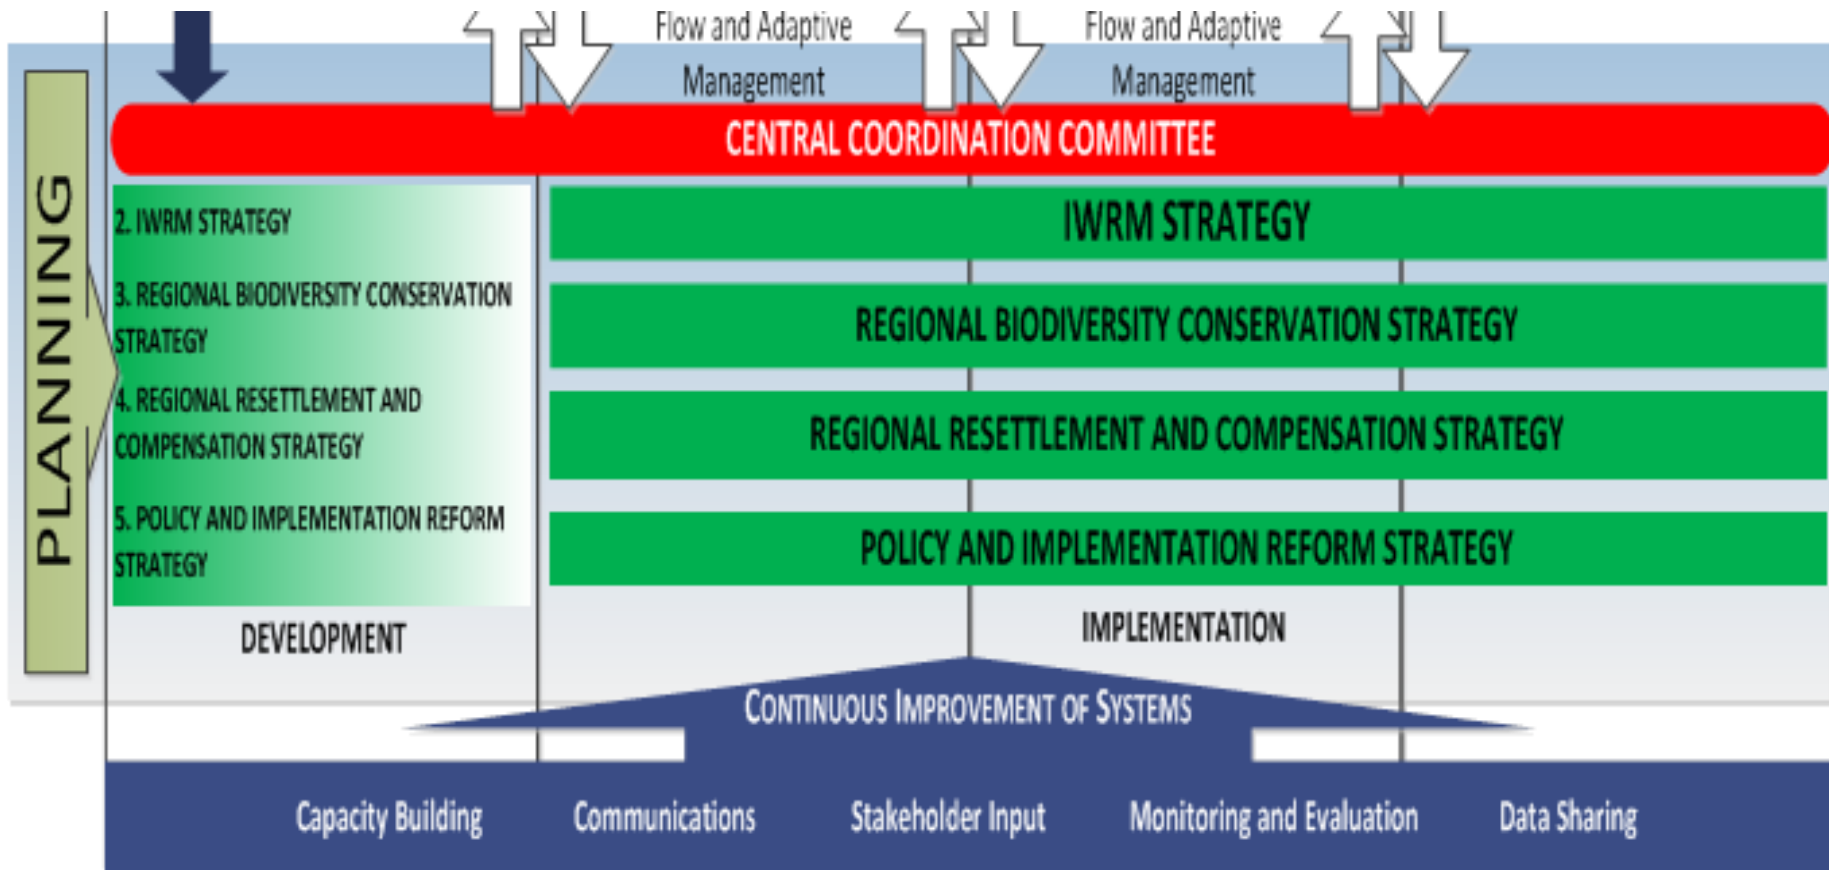 Flow and Adaptive
Management
Flow and Adaptive
Management
CENTRAL COORDINATION COMMITTEE
PLANNING
2. IWRM STRATEGY
3. REGIONAL BIODIVERSITY CONSERVATION
STRATEGY
4. REGIONAL RESETTLEMENT AND
COMPENSATION STRATEGY
5. POLICY AND IMPLEMENTATION REFORM
STRATEGY
DEVELOPMENT
IWRM STRATEGY
REGIONAL BIODIVERSITY CONSERVATION STRATEGY
REGIONAL RESETTLEMENT AND COMPENSATION STRATEGY
POLICY AND IMPLEMENTATION REFORM STRATEGY
IMPLEMENTATION
CONTINUOUS IMPROVEMENT OF SYSTEMS
Capacity Building
Communications
Stakeholder Input
Monitoring and Evaluation
Data Sharing